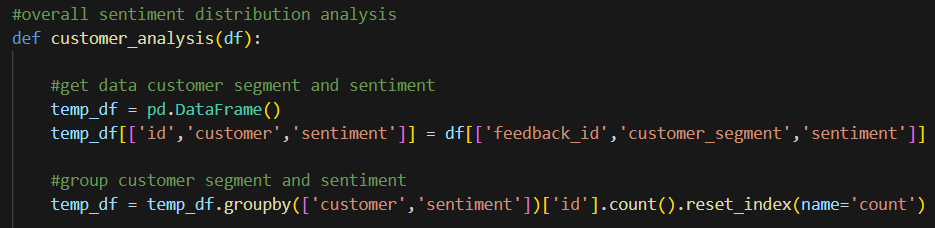 #overall sentiment distribution analysis
def customer_analysis(df):
#get data customer segment and sentiment
temp_df = pd.DataFrame()
temp_df[['id','customer','sentiment']] = df[['feedback_id','customer_segment','sentiment']]
#group customer segment and sentiment
temp_df = temp_df.groupby(['customer','sentiment'])['id'].count().reset_index(name='count')